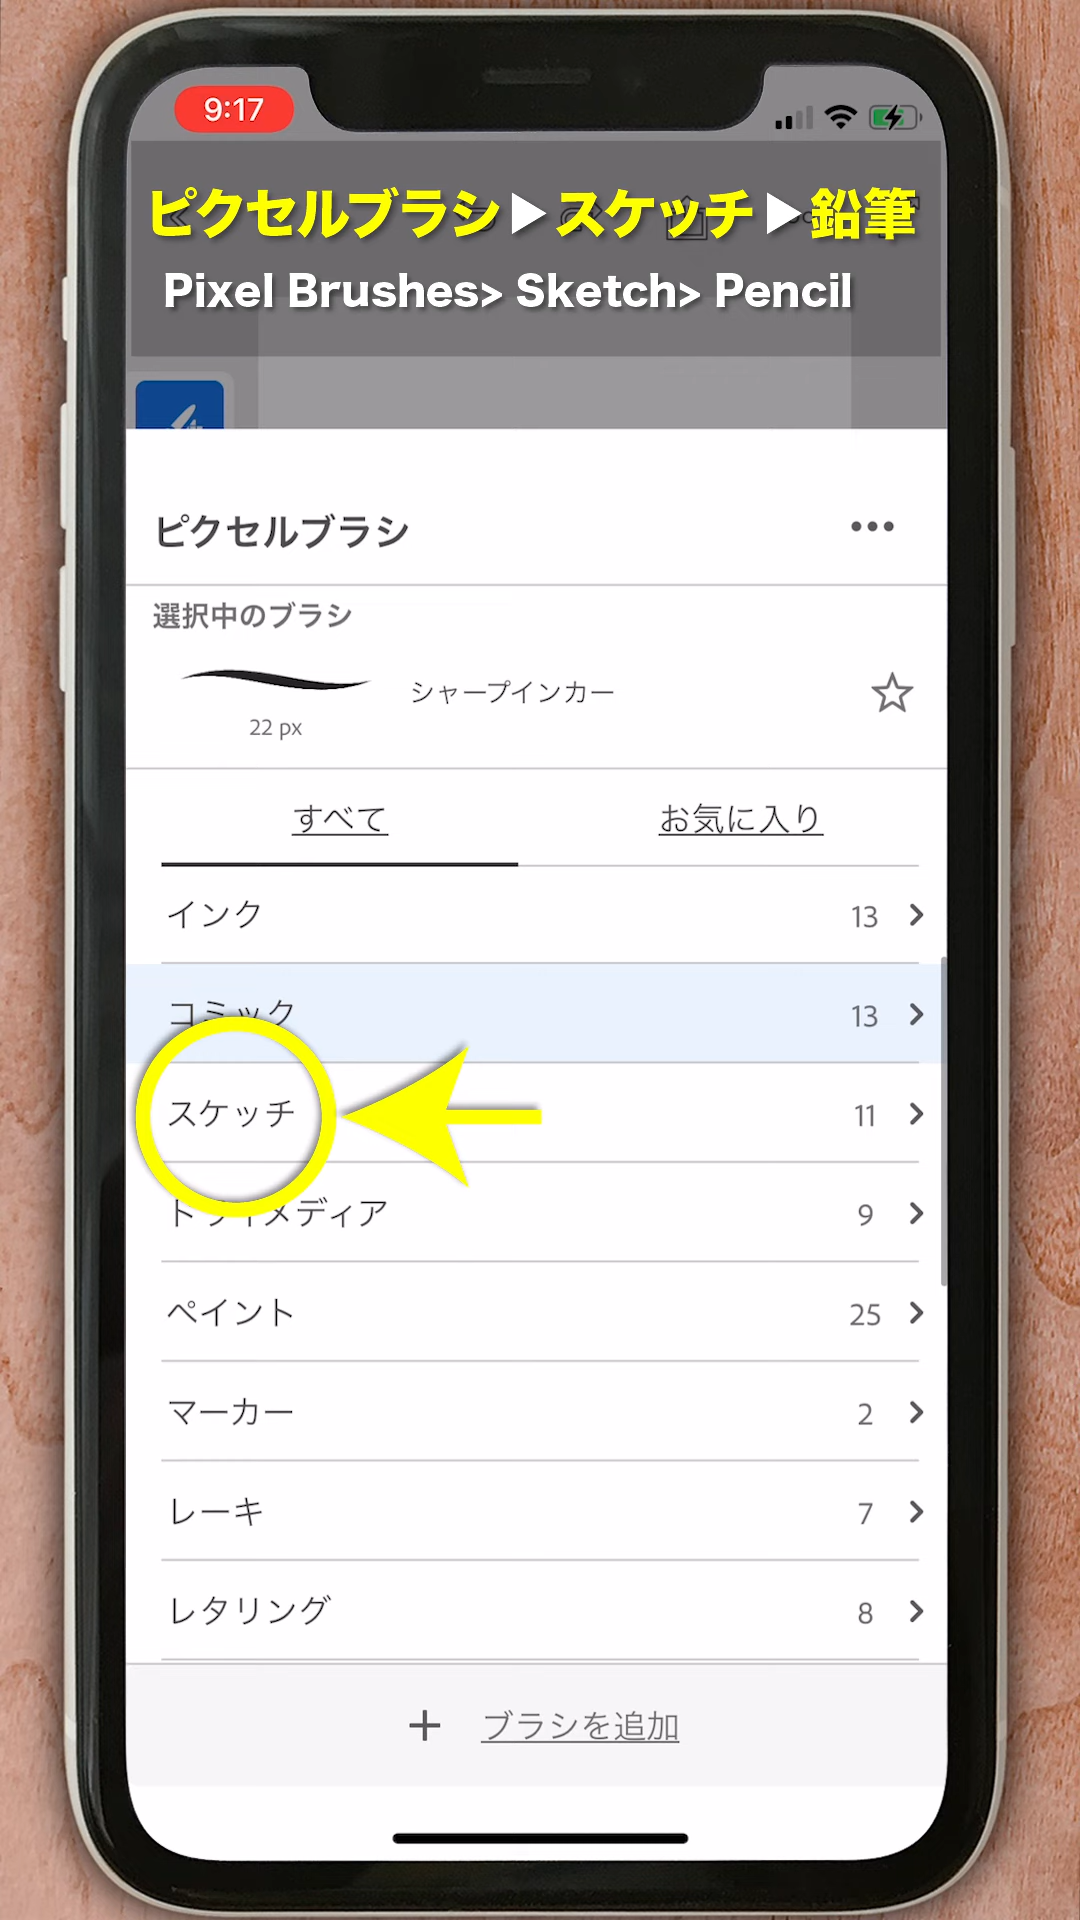 9:17
ピクセルブラシ▶スケッチ▶鉛筆
Pixel Brushes> Sketch> Pencil
ピクセルブラシ
選択中のブラシ
シャープインカー
22 px
すべて お気に入り
インク 13
コミック 13
スケッチ 11
ドライメディア 9
ペイント 25
マーカー 2
レーキ 7
レタリング 8
+ ブラシを追加